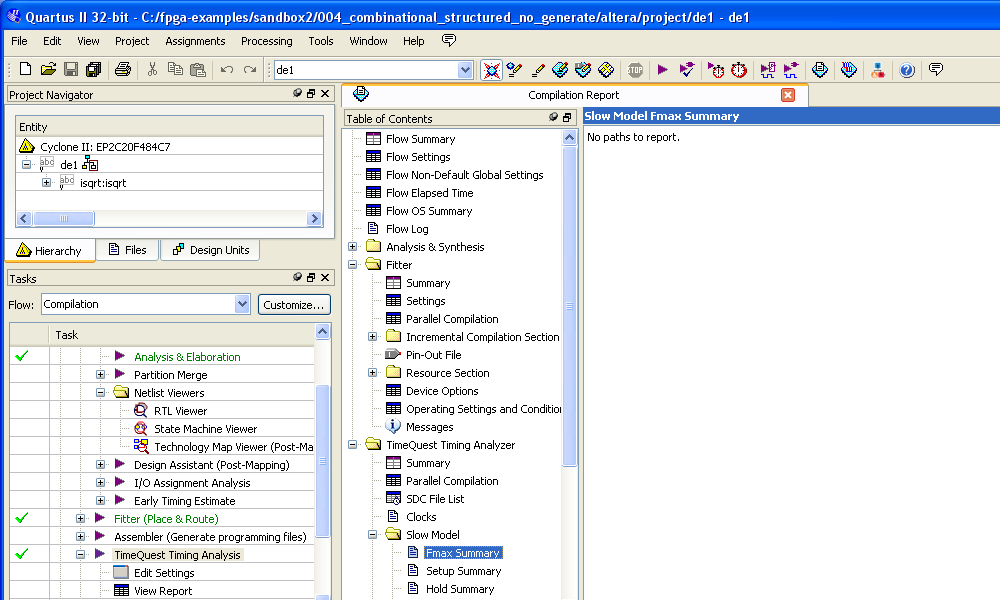 Quartus II 32-bit - C:/fpga-examples/sandbox2/004_combinational_structured_no_generate/altera/project/de1 - de1
File Edit View Project Assignments Processing Tools Window Help
de1
STOP
Project Navigator
Entity
Cyclone II: EP2C20F484C7
abc de1
abc isqrt:isqrt
Hierarchy Files Design Units
Tasks
Flow: Compilation Customize...
Task
Analysis & Elaboration
Partition Merge
Netlist Viewers
RTL Viewer
State Machine Viewer
Technology Map Viewer (Post-Ma
Design Assistant (Post-Mapping)
I/O Assignment Analysis
Early Timing Estimate
Fitter (Place & Route)
Assembler (Generate programming files)
TimeQuest Timing Analysis
Edit Settings
View Report
Compilation Report
Table of Contents
Flow Summary
Flow Settings
Flow Non-Default Global Settings
Flow Elapsed Time
Flow OS Summary
Flow Log
Analysis & Synthesis
Fitter
Summary
Settings
Parallel Compilation
Incremental Compilation Section
Pin-Out File
Resource Section
Device Options
Operating Settings and Conditio
Messages
TimeQuest Timing Analyzer
Summary
Parallel Compilation
SDC File List
Clocks
Slow Model
Fmax Summary
Setup Summary
Hold Summary
Slow Model Fmax Summary
No paths to report.